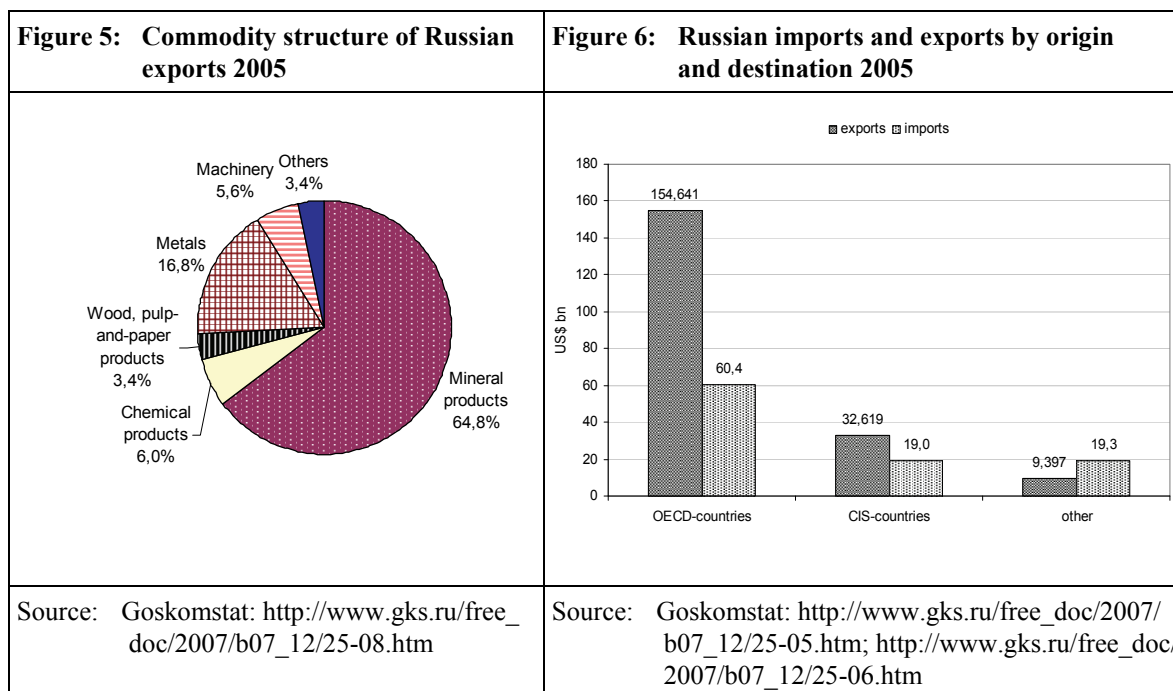 Figure 5: Commodity structure of Russian
exports 2005
Machinery
5,6%
Others
3,4%
Metals
16,8%
Wood, pulp-
and-paper
products
3,4%
Chemical
products
6,0%
Mineral
products
64,8%
Source: Goskomstat: http://www.gks.ru/free_
doc/2007/b07_12/25-08.htm
Figure 6: Russian imports and exports by origin
and destination 2005
exports imports
US$ bn
180
160
140
120
100
80
60
40
20
0
154,641
60,4
32,619
19,0
9,397
19,3
OECD-countries CIS-countries other
Source: Goskomstat: http://www.gks.ru/free_doc/2007/
b07_12/25-05.htm; http://www.gks.ru/free_doc/
2007/b07_12/25-06.htm